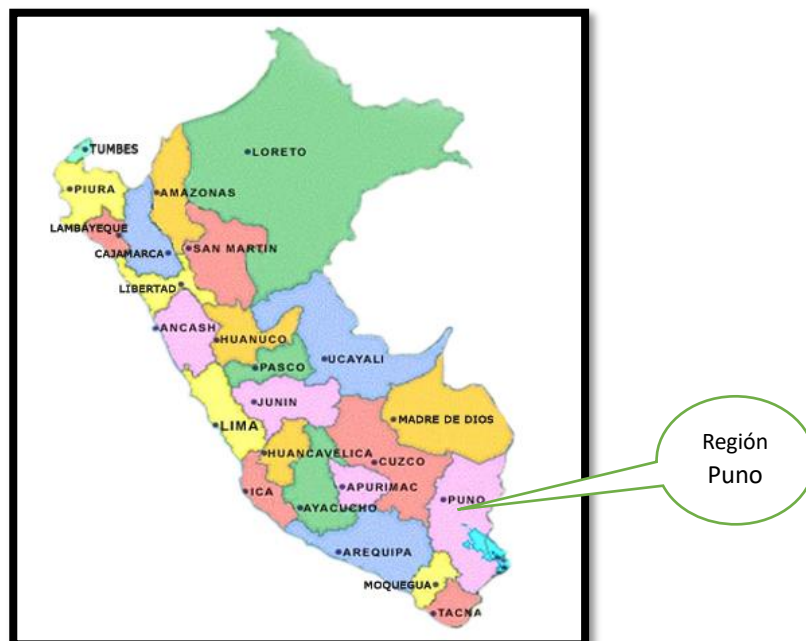 TUMBES
LORETO
PIURA
AMAZONAS
LAMBAYEQUE
SAN MARTIN
CAJAMARCA
LIBERTAD
ANCASH
HUANUCO
UCAYALI
PASCO
JUNIN
MADRE DE DIOS
LIMA
HUANCAVELICA
CUZCO
ICA
APURIMAC
PUNO
AYACUCHO
AREQUIPA
MOQUEGUA
TACNA
Región
Puno